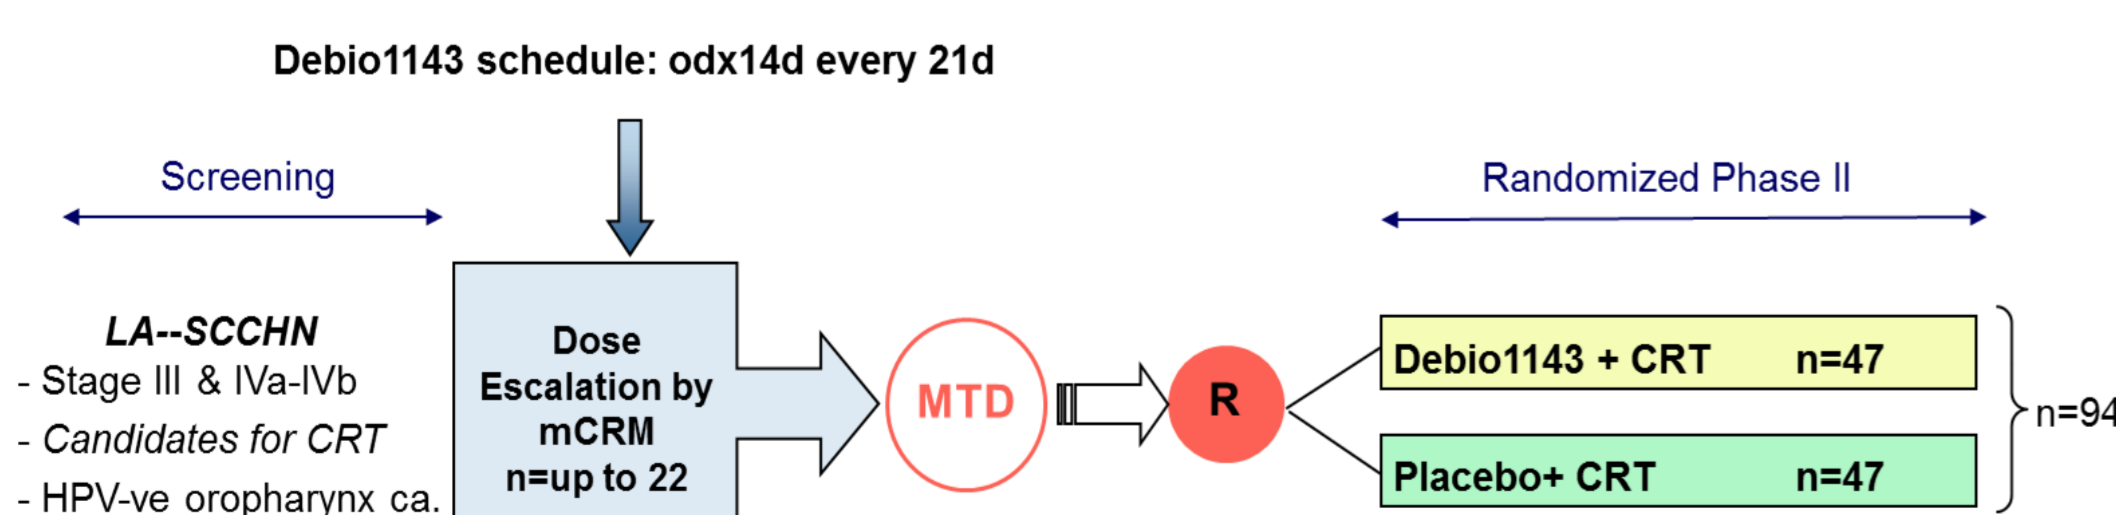 Debio1143 schedule: odx14d every 21d
Screening
Randomized Phase II
LA--SCCHN
- Stage III & IVa-IVb
- Candidates for CRT
- HPV-ve oropharynx ca.
Dose
Escalation by
mCRM
n=up to 22
MTD
R
Debio1143 + CRT n=47
Placebo+ CRT n=47
n=94